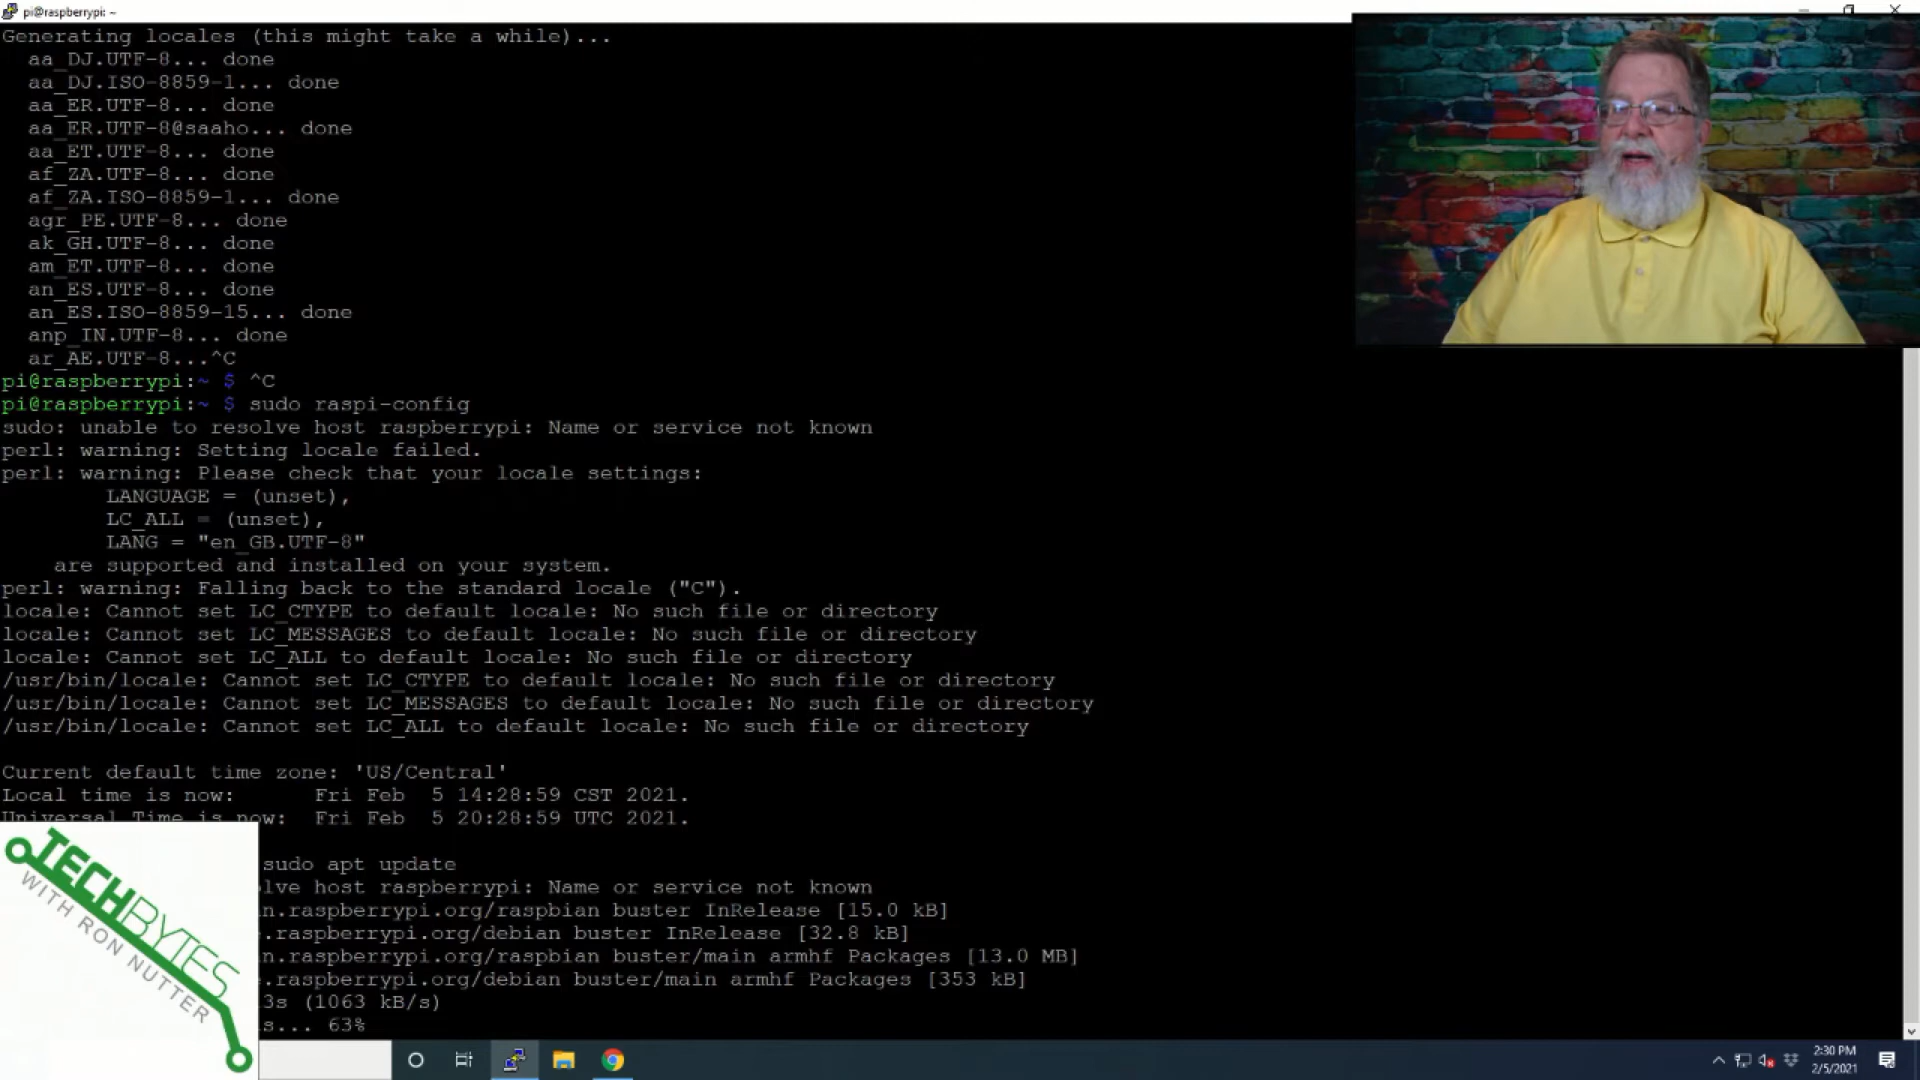 pi@raspberrypi: ~
Generating locales (this might take a while)...
aa_DJ.UTF-8... done
aa_DJ.ISO-8859-1... done
aa_ER.UTF-8... done
aa_ER.UTF-8@saaho... done
aa_ET.UTF-8... done
af_ZA.UTF-8... done
af_ZA.ISO-8859-1... done
agr_PE.UTF-8... done
ak_GH.UTF-8... done
am_ET.UTF-8... done
an_ES.UTF-8... done
an_ES.ISO-8859-15... done
anp_IN.UTF-8... done
ar_AE.UTF-8...^C
pi@raspberrypi:~ $ ^C
pi@raspberrypi:~ $ sudo raspi-config
sudo: unable to resolve host raspberrypi: Name or service not known
perl: warning: Setting locale failed.
perl: warning: Please check that your locale settings:
LANGUAGE = (unset),
LC_ALL = (unset),
LANG = "en_GB.UTF-8"
are supported and installed on your system.
perl: warning: Falling back to the standard locale ("C").
locale: Cannot set LC_CTYPE to default locale: No such file or directory
locale: Cannot set LC_MESSAGES to default locale: No such file or directory
locale: Cannot set LC_ALL to default locale: No such file or directory
/usr/bin/locale: Cannot set LC_CTYPE to default locale: No such file or directory
/usr/bin/locale: Cannot set LC_MESSAGES to default locale: No such file or directory
/usr/bin/locale: Cannot set LC_ALL to default locale: No such file or directory
Current default time zone: 'US/Central'
Local time is now: Fri Feb 5 14:28:59 CST 2021.
Universal Time is now: Fri Feb 5 20:28:59 UTC 2021.
sudo apt update
lve host raspberrypi: Name or service not known
n.raspberrypi.org/raspbian buster InRelease [15.0 kB]
.raspberrypi.org/debian buster InRelease [32.8 kB]
n.raspberrypi.org/raspbian buster/main armhf Packages [13.0 MB]
.raspberrypi.org/debian buster/main armhf Packages [353 kB]
3s (1063 kB/s)
s... 63%
TECHBYTES
WITH RON NUTTER
2:30 PM
2/5/2021